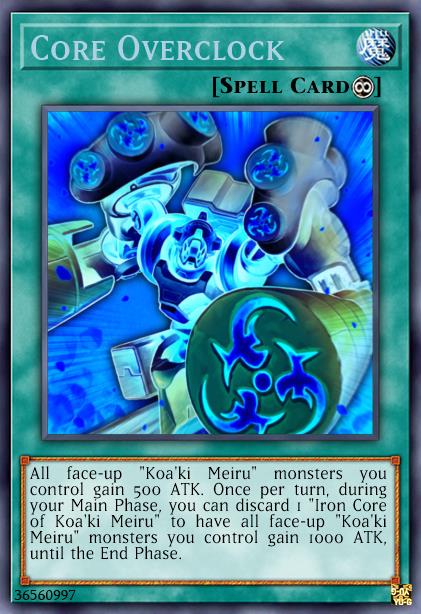 Core Overclock
魔
[Spell Card]
All face-up "Koa'ki Meiru" monsters you
control gain 500 ATK. Once per turn, during
your Main Phase, you can discard 1 "Iron Core
of Koa'ki Meiru" to have all face-up "Koa'ki
Meiru" monsters you control gain 1000 ATK,
until the End Phase.
36560997